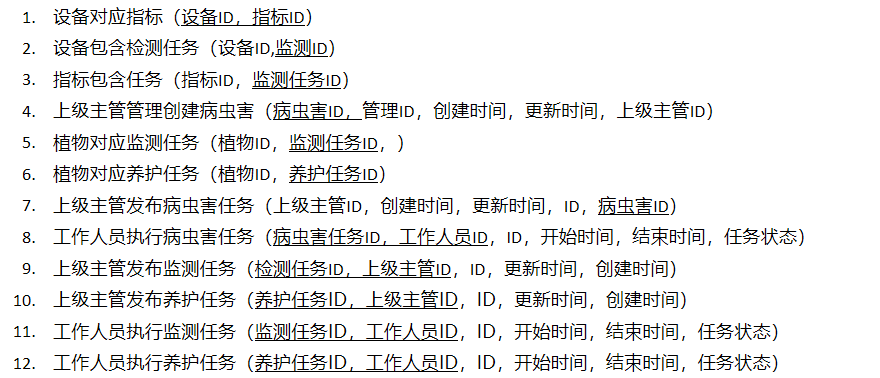 1. 设备对应指标（设备ID，指标ID）
2. 设备包含检测任务（设备ID,监测ID）
3. 指标包含任务（指标ID，监测任务ID）
4. 上级主管管理创建病虫害（病虫害ID，管理ID，创建时间，更新时间，上级主管ID）
5. 植物对应监测任务（植物ID，监测任务ID，）
6. 植物对应养护任务（植物ID，养护任务ID）
7. 上级主管发布病虫害任务（上级主管ID，创建时间，更新时间，ID，病虫害ID）
8. 工作人员执行病虫害任务（病虫害任务ID，工作人员ID，ID，开始时间，结束时间，任务状态）
9. 上级主管发布监测任务（检测任务ID，上级主管ID，ID，更新时间，创建时间）
10. 上级主管发布养护任务（养护任务ID，上级主管ID，ID，更新时间，创建时间）
11. 工作人员执行监测任务（监测任务ID，工作人员ID，ID，开始时间，结束时间，任务状态）
12. 工作人员执行养护任务（养护任务ID，工作人员ID，ID，开始时间，结束时间，任务状态）